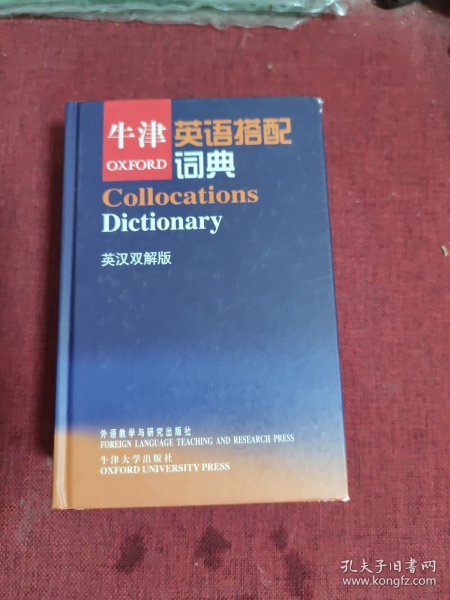 牛津
OXFORD
英语搭配
词典
Collocations
Dictionary
英汉双解版
外语教学与研究出版社
FOREIGN LANGUAGE TEACHING AND RESEARCH PRESS
牛津大学出版社
OXFORD UNIVERSITY PRESS
孔夫子旧书网
www.kongfz.com